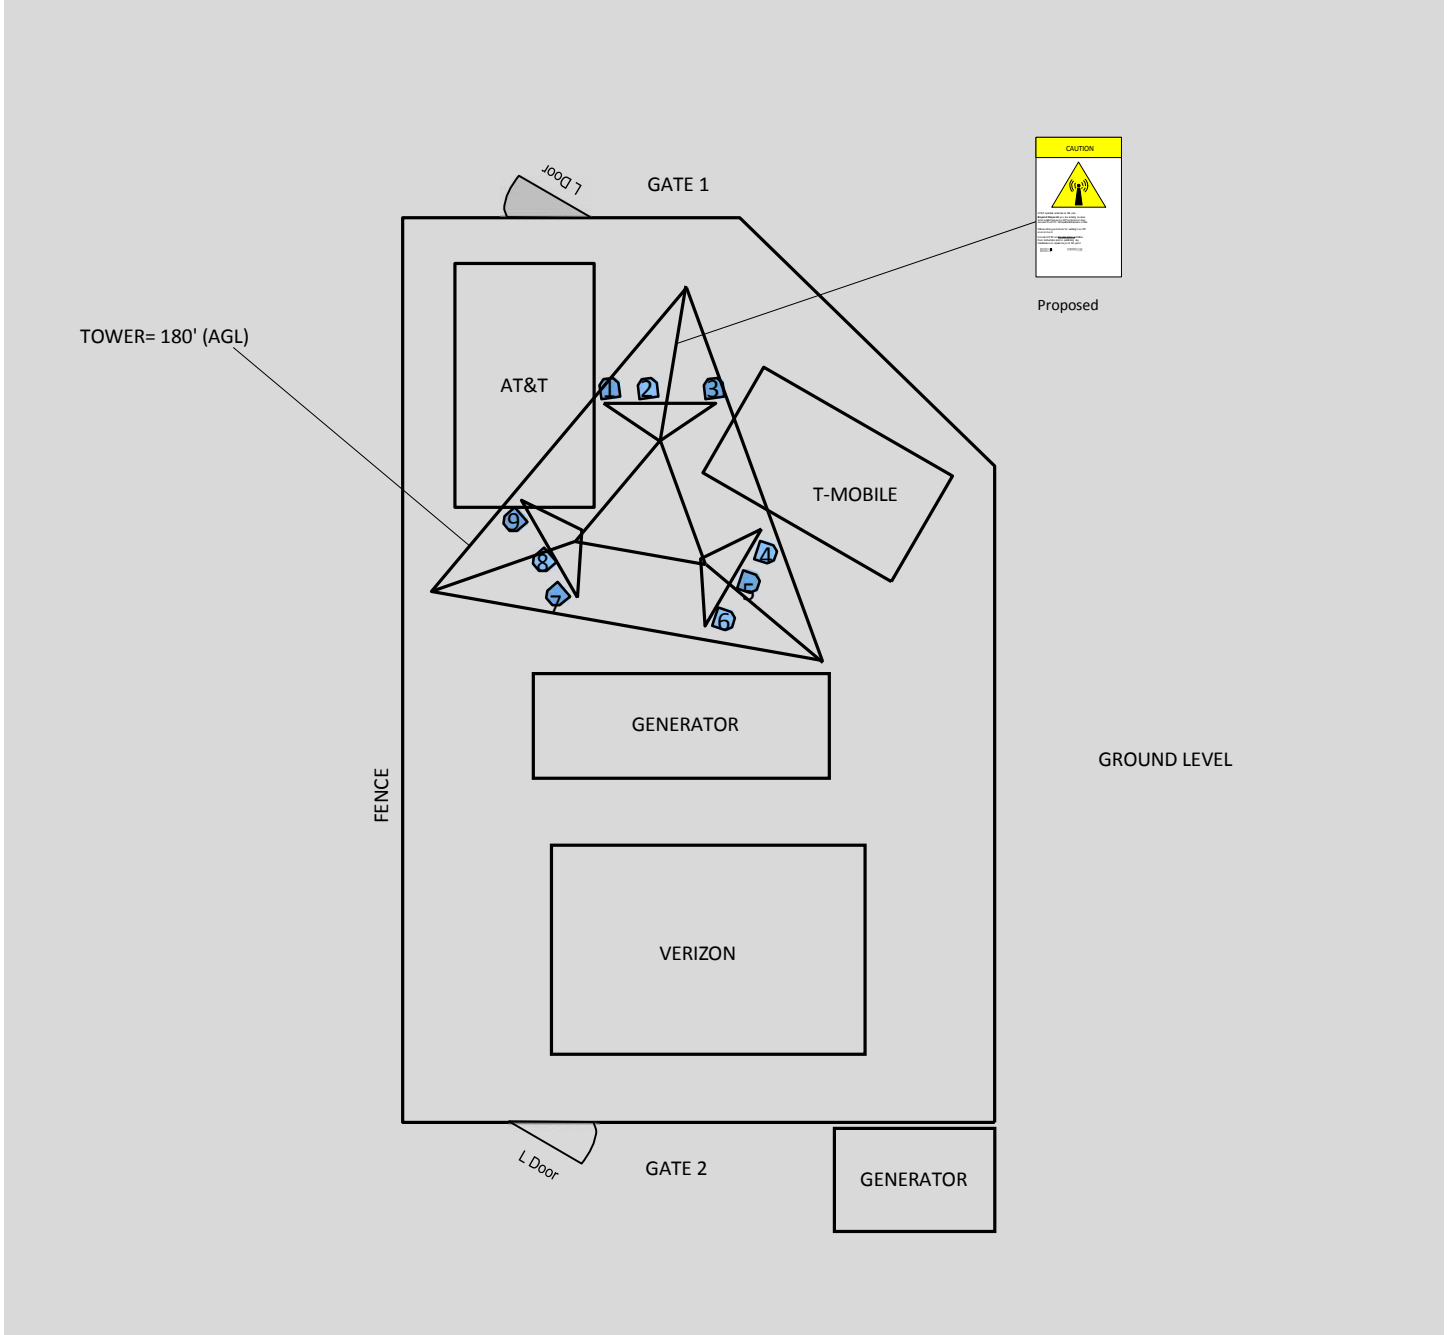 L Door
GATE 1
CAUTION
Proposed
TOWER= 180' (AGL)
AT&T
1
2
3
T-MOBILE
9
8
7
4
5
6
GENERATOR
GROUND LEVEL
FENCE
VERIZON
L Door
GATE 2
GENERATOR